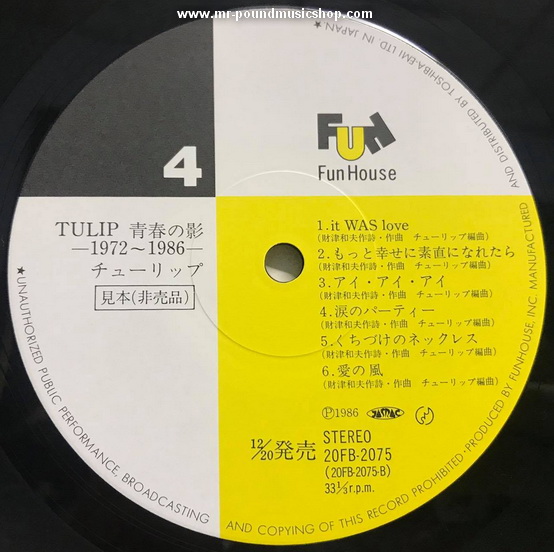 www.mr-poundmusicshop.com
4
Fun
Fun House
TULIP 青春の影
—1972～1986—
チューリップ
見本(非売品)
1.it WAS love
(財津和夫作詩・作曲 チューリップ編曲)
2.もっと幸せに素直になれたら
(財津和夫作詩・作曲 チューリップ編曲)
3.アイ・アイ・アイ
(財津和夫作詩・作曲 チューリップ編曲)
4.涙のパーティー
(財津和夫作詩・作曲 チューリップ編曲)
5.くちづけのネックレス
(財津和夫作詩・作曲 チューリップ編曲)
6.愛の風
(財津和夫作詩・作曲 チューリップ編曲)
Ⓟ1986 JASRAC
12/20発売
STEREO
20FB-2075
(20FB-2075-B)
33⅓r.p.m.
★UNAUTHORIZED PUBLIC PERFORMANCE, BROADCASTING AND COPYING OF THIS RECORD PROHIBITED·PRODUCED BY FUNHOUSE, INC. MANUFACTURED AND DISTRIBUTED BY TOSHIBA-EMI LTD. IN JAPAN★